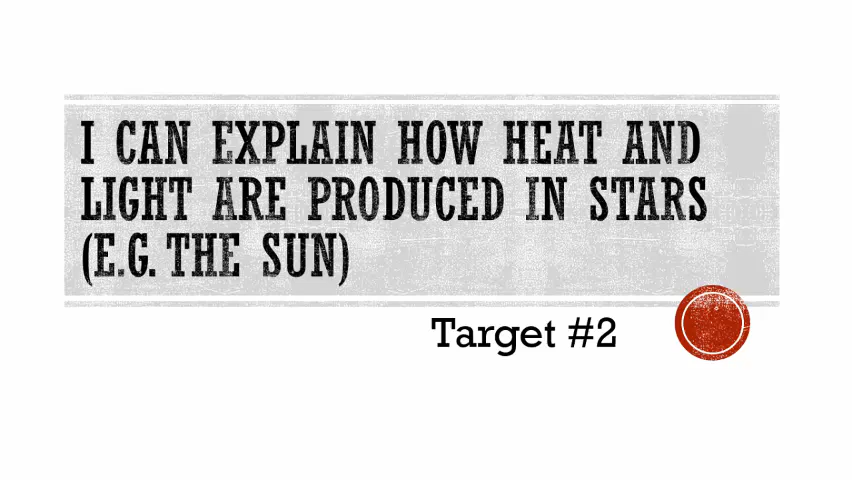 I CAN EXPLAIN HOW HEAT AND
LIGHT ARE PRODUCED IN STARS
(E.G. THE SUN)
Target #2